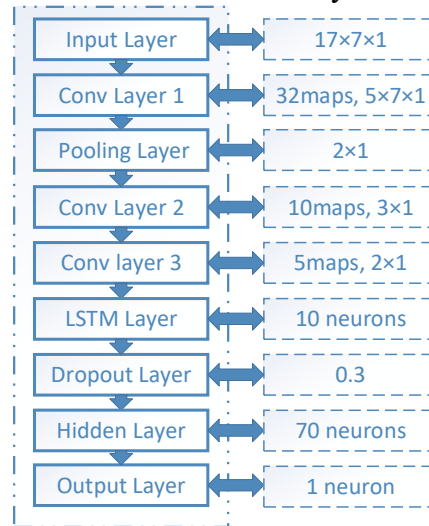 Input Layer 17×7×1
Conv Layer 1 32maps, 5×7×1
Pooling Layer 2×1
Conv Layer 2 10maps, 3×1
Conv layer 3 5maps, 2×1
LSTM Layer 10 neurons
Dropout Layer 0.3
Hidden Layer 70 neurons
Output Layer 1 neuron